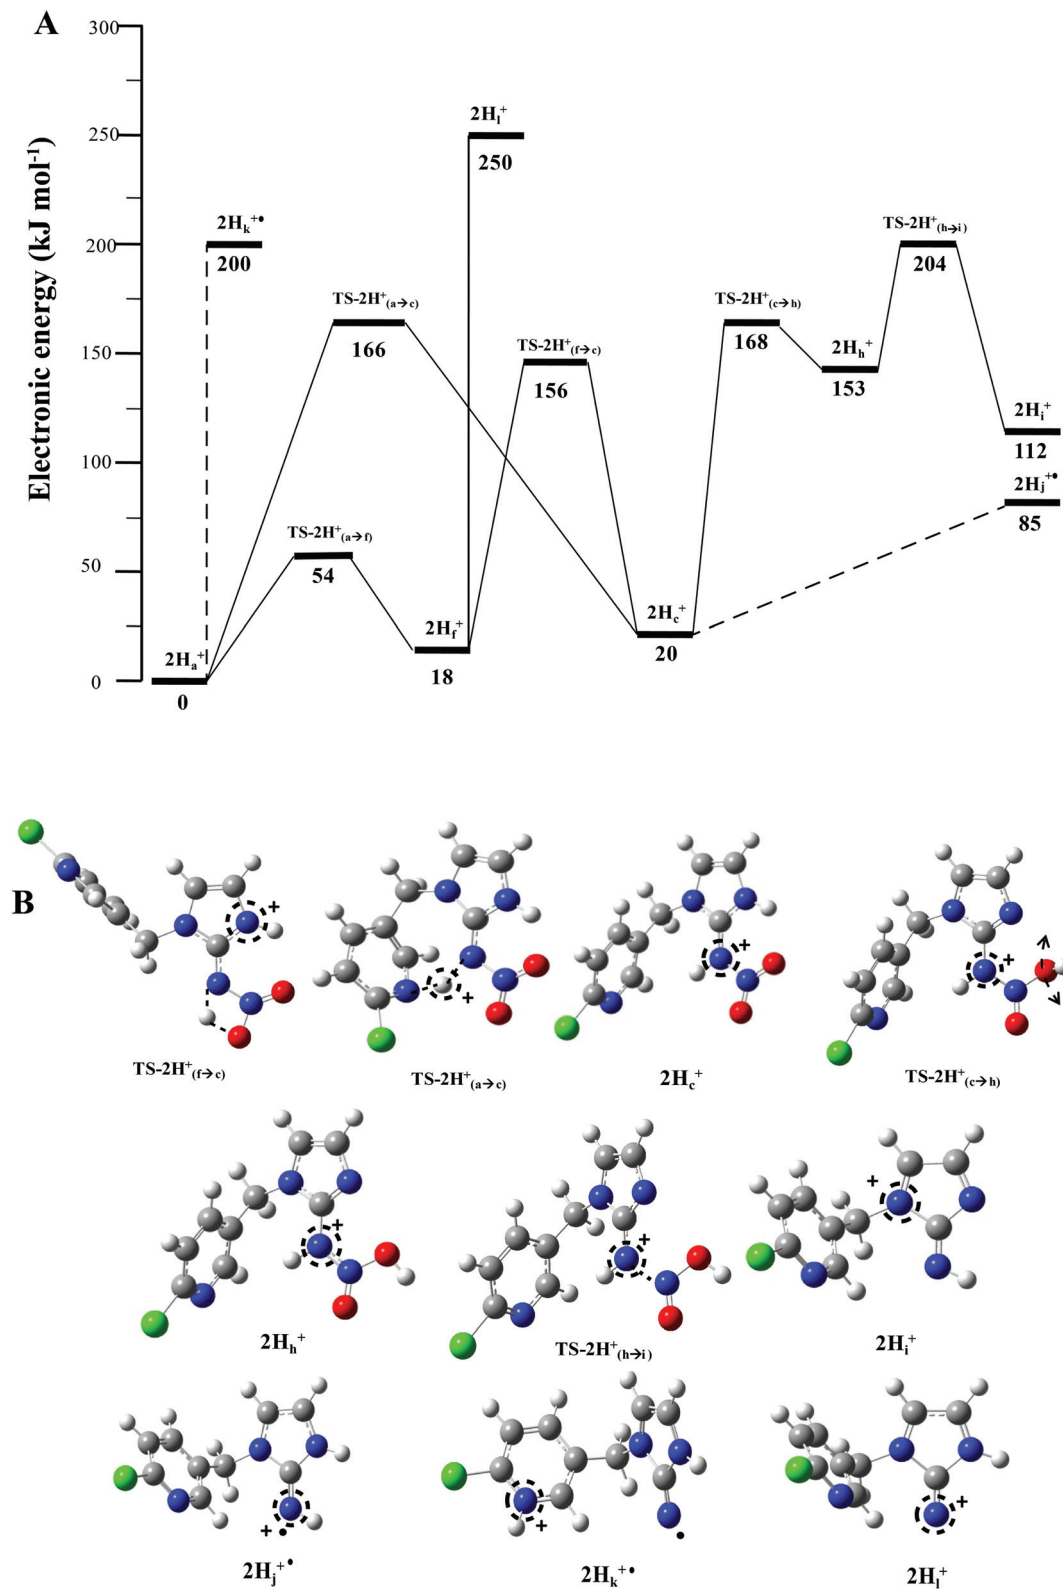 A
Electronic energy (kJ mol⁻¹)
300
250
200
150
100
50
0
2Hₐ⁺
0
2Hₖ⁺•
200
TS-2H⁺₍ₐ→c₎
166
TS-2H⁺₍ₐ→f₎
54
2H_f⁺
18
2Hₗ⁺
250
TS-2H⁺₍f→c₎
156
2H_c⁺
20
TS-2H⁺₍c→h₎
168
2Hₕ⁺
153
TS-2H⁺₍h→i₎
204
2Hᵢ⁺
112
2Hⱼ⁺•
85
B
+
TS-2H⁺₍f→c₎
+
TS-2H⁺₍ₐ→c₎
+
2H_c⁺
+
TS-2H⁺₍c→h₎
+
2Hₕ⁺
+
TS-2H⁺₍h→i₎
+
2Hᵢ⁺
+•
2Hⱼ⁺•
+
•
2Hₖ⁺•
+
2Hₗ⁺